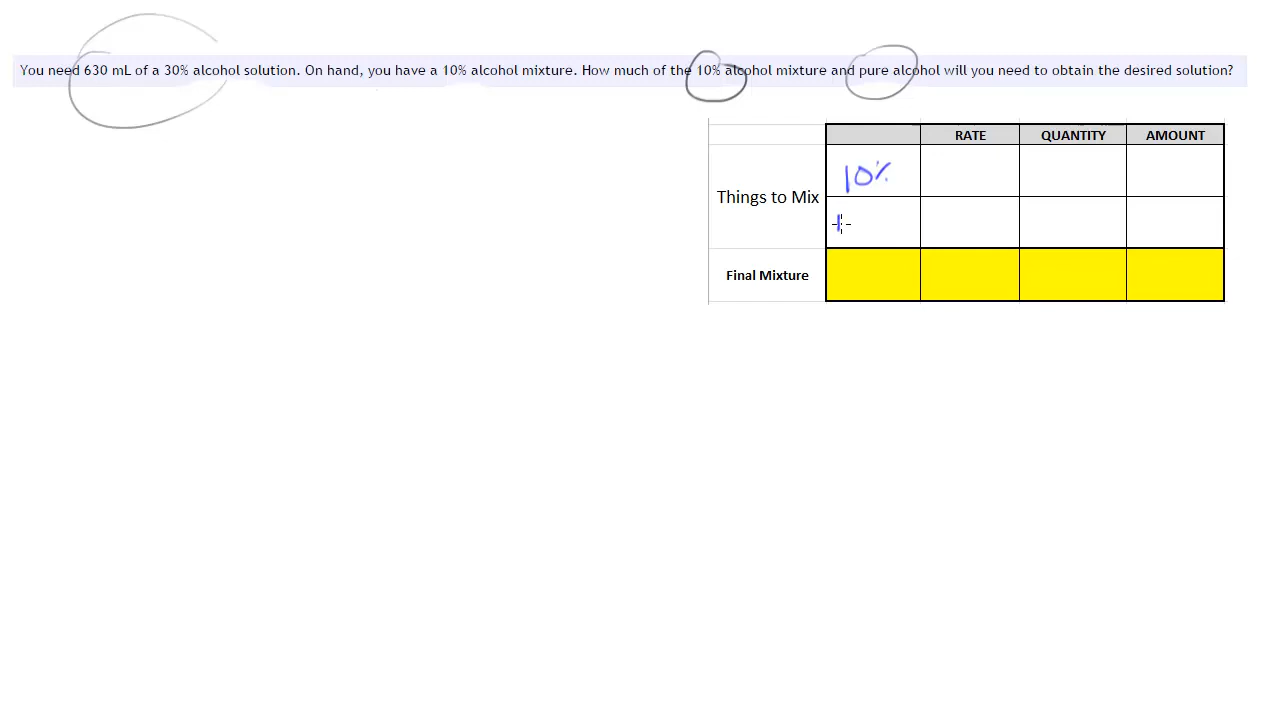 You need 630 mL of a 30% alcohol solution. On hand, you have a 10% alcohol mixture. How much of the 10% alcohol mixture and pure alcohol will you need to obtain the desired solution?
RATE QUANTITY AMOUNT
10%
Things to Mix
Final Mixture